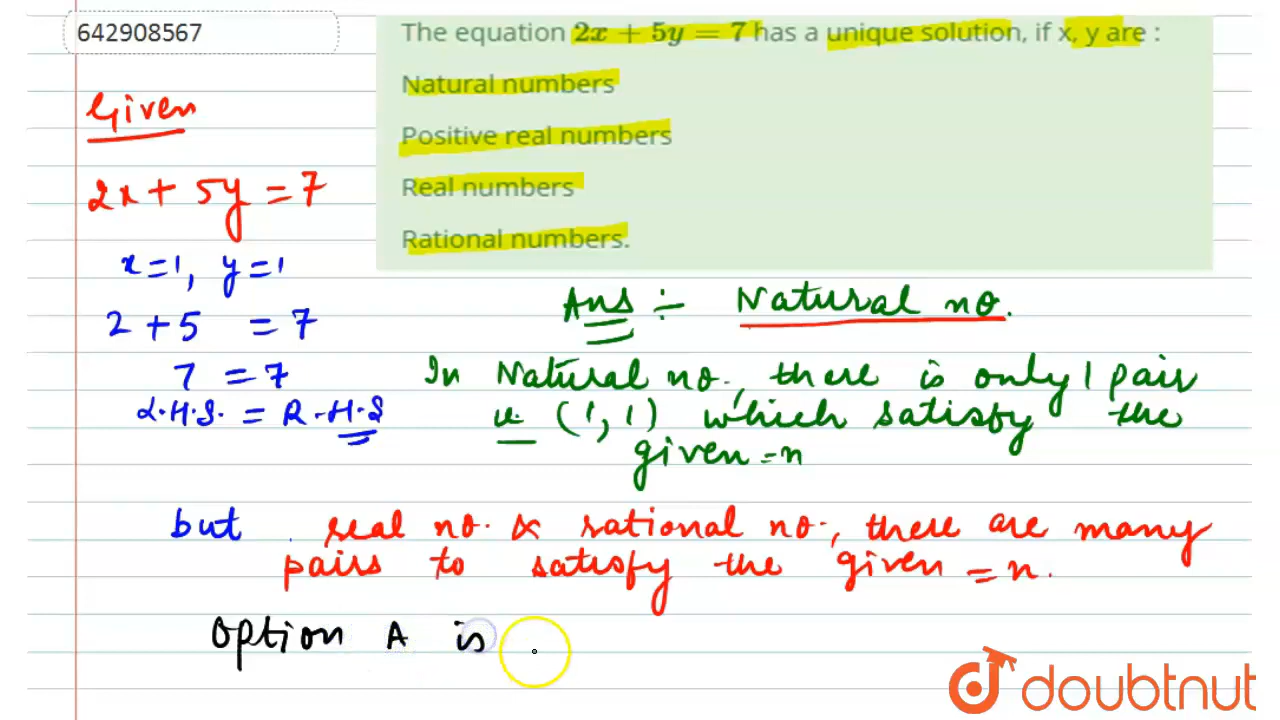 642908567
The equation 2x + 5y = 7 has a unique solution, if x, y are :
Natural numbers
Positive real numbers
Real numbers
Rational numbers.
Given
2x + 5y = 7
x=1, y=1
2 + 5 = 7
7 = 7
L.H.S. = R.H.S
Ans :- Natural no.
In Natural no., there is only 1 pair
ie (1, 1) which satisfy the
given =n
but real no. & rational no., there are many
pairs to satisfy the given =n.
Option A is
doubtnut